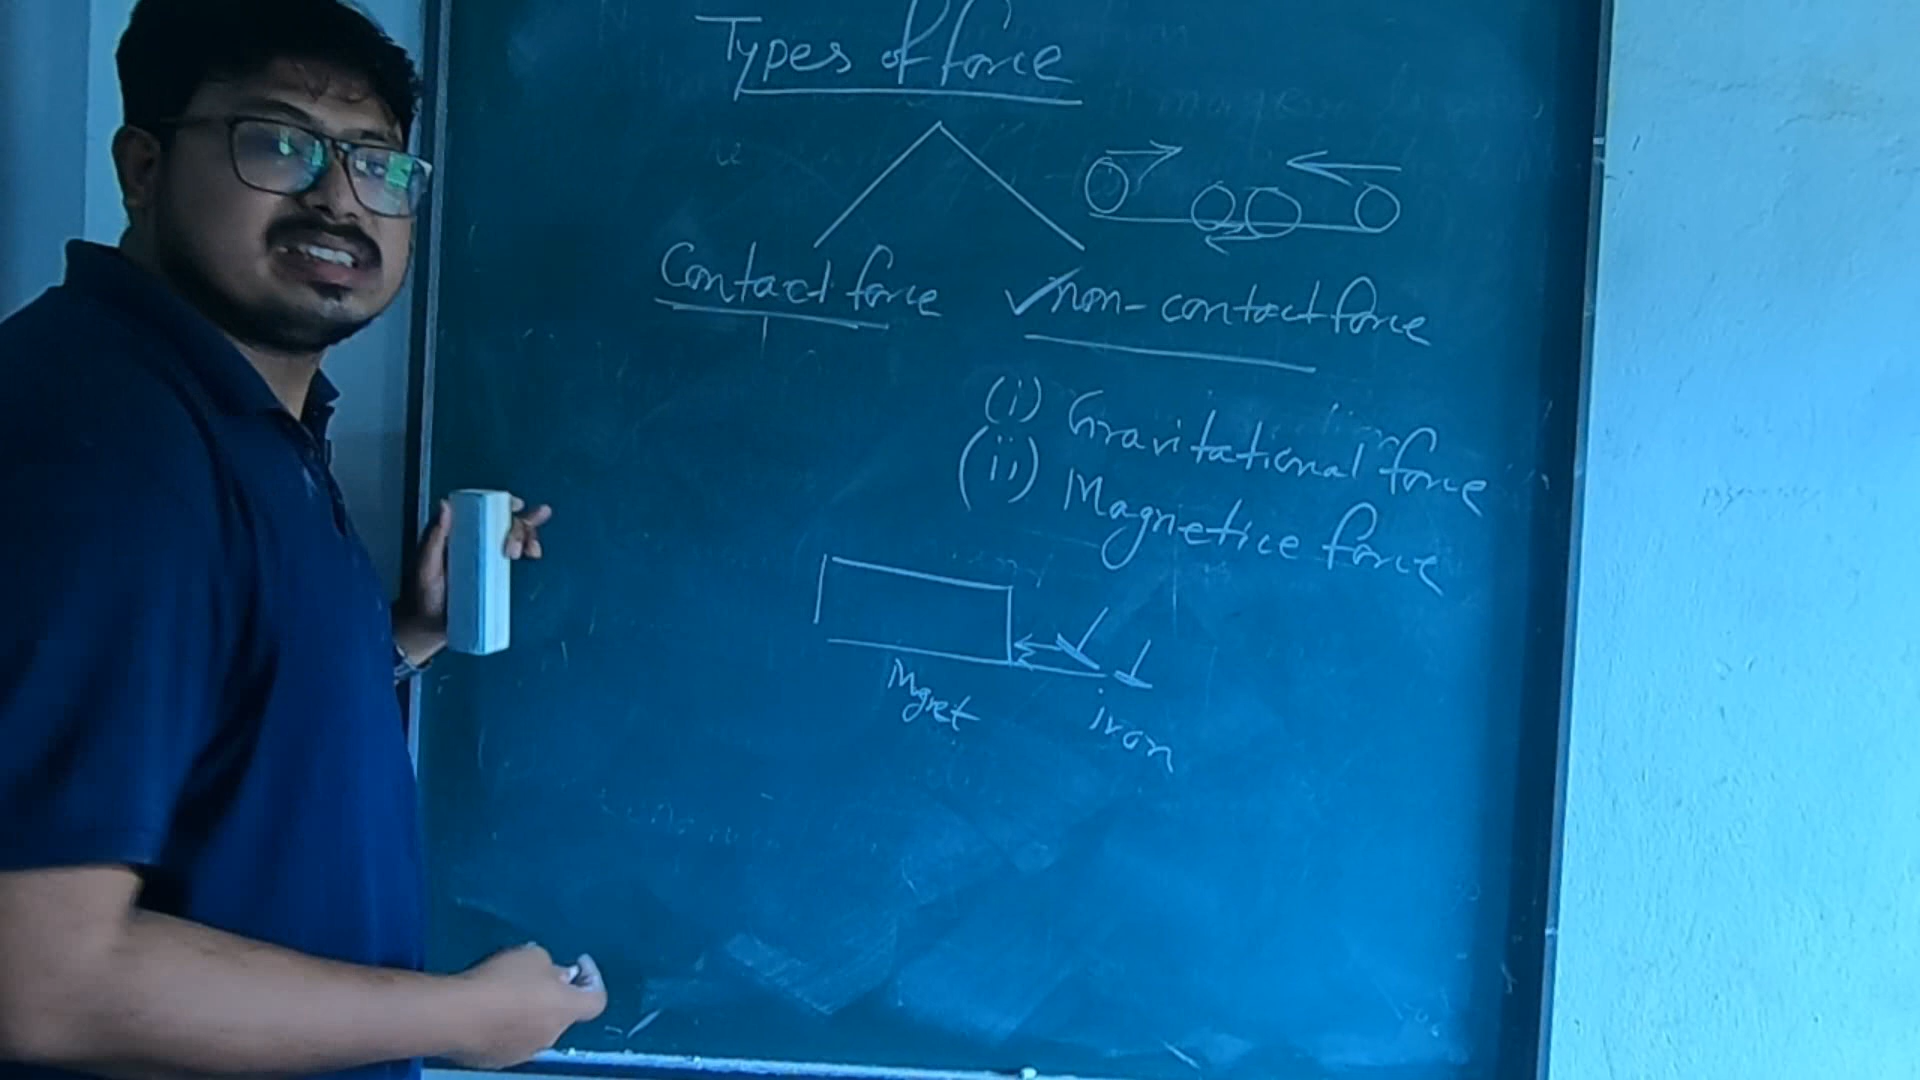 Types of force
Contact force
✓non-contact force
(i) Gravitational force
(ii) Magnetice force
Mgnet
iron